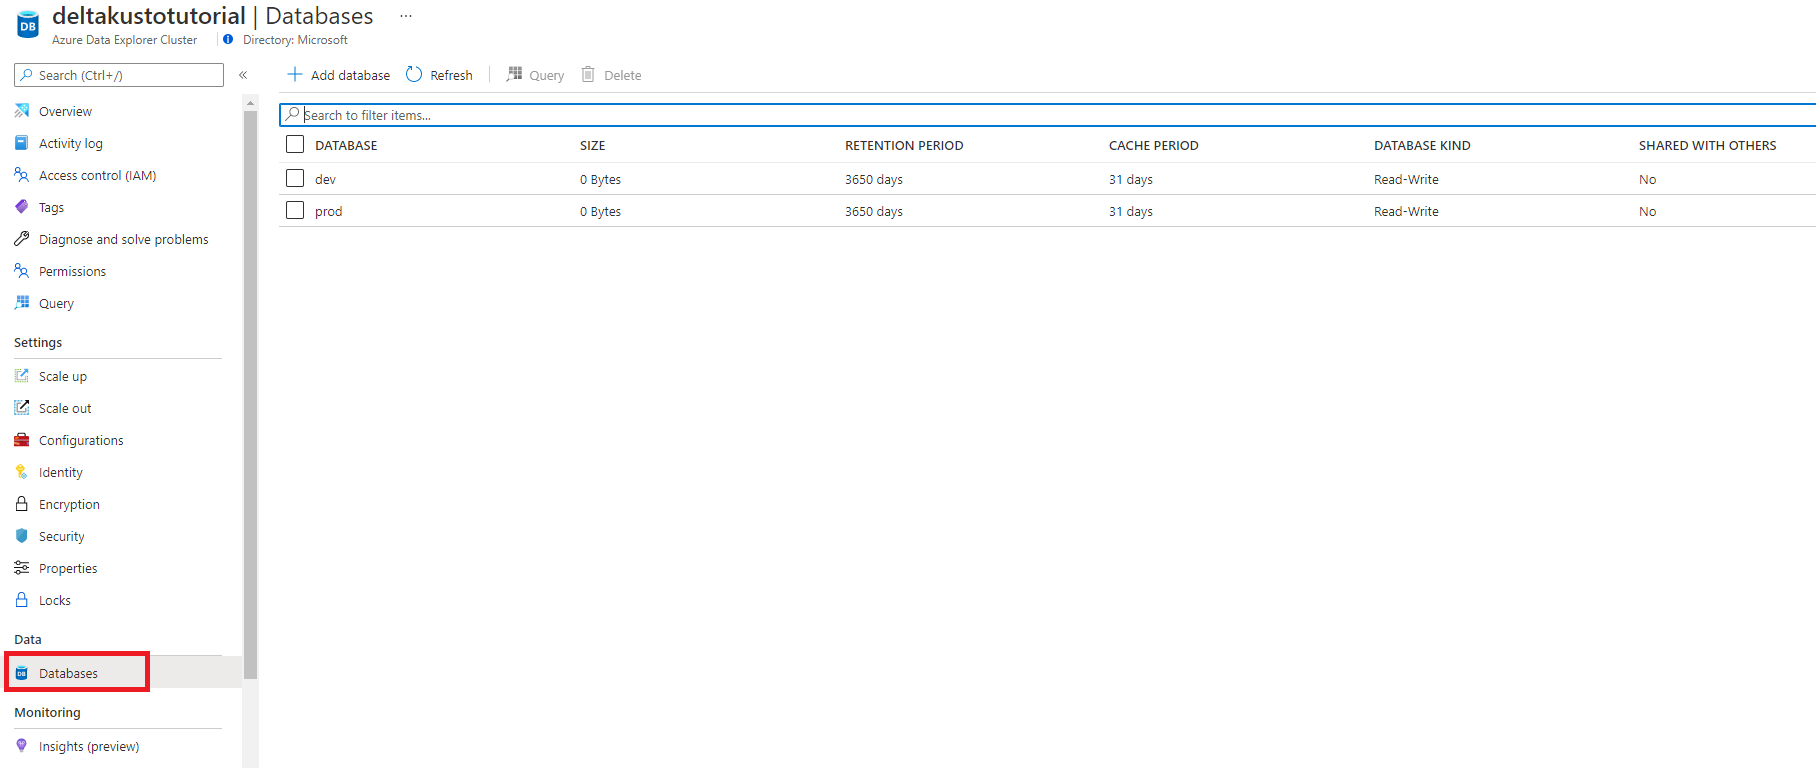 deltakustotutorial | Databases ...
Azure Data Explorer Cluster Directory: Microsoft
Search (Ctrl+/)
«
Overview
Activity log
Access control (IAM)
Tags
Diagnose and solve problems
Permissions
Query
Settings
Scale up
Scale out
Configurations
Identity
Encryption
Security
Properties
Locks
Data
Databases
Monitoring
Insights (preview)
Add database Refresh Query Delete
Search to filter items...
DATABASE SIZE RETENTION PERIOD CACHE PERIOD DATABASE KIND SHARED WITH OTHERS
dev 0 Bytes 3650 days 31 days Read-Write No
prod 0 Bytes 3650 days 31 days Read-Write No